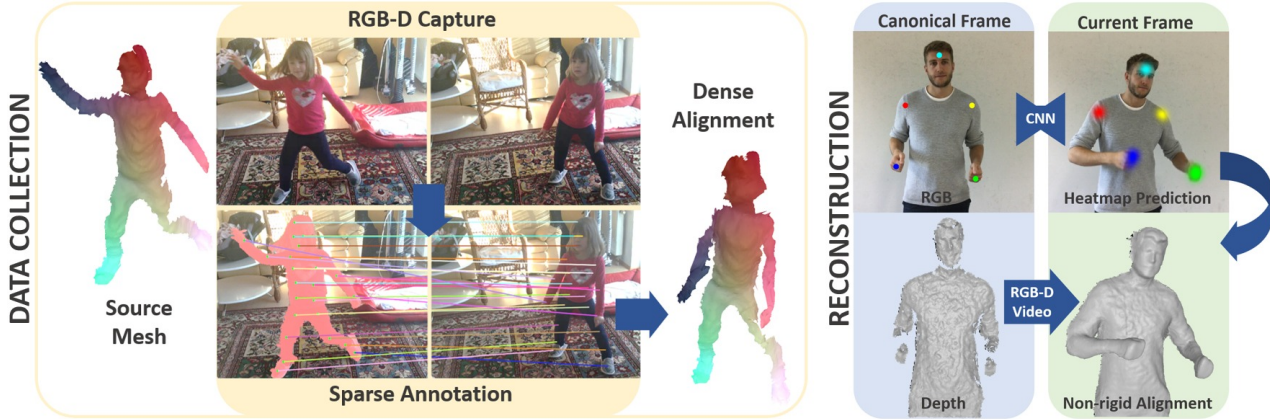 DATA COLLECTION
RGB-D Capture
Source
Mesh
Sparse Annotation
Dense
Alignment
RECONSTRUCTION
Canonical Frame
Current Frame
CNN
RGB
Heatmap Prediction
RGB-D
Video
Depth
Non-rigid Alignment